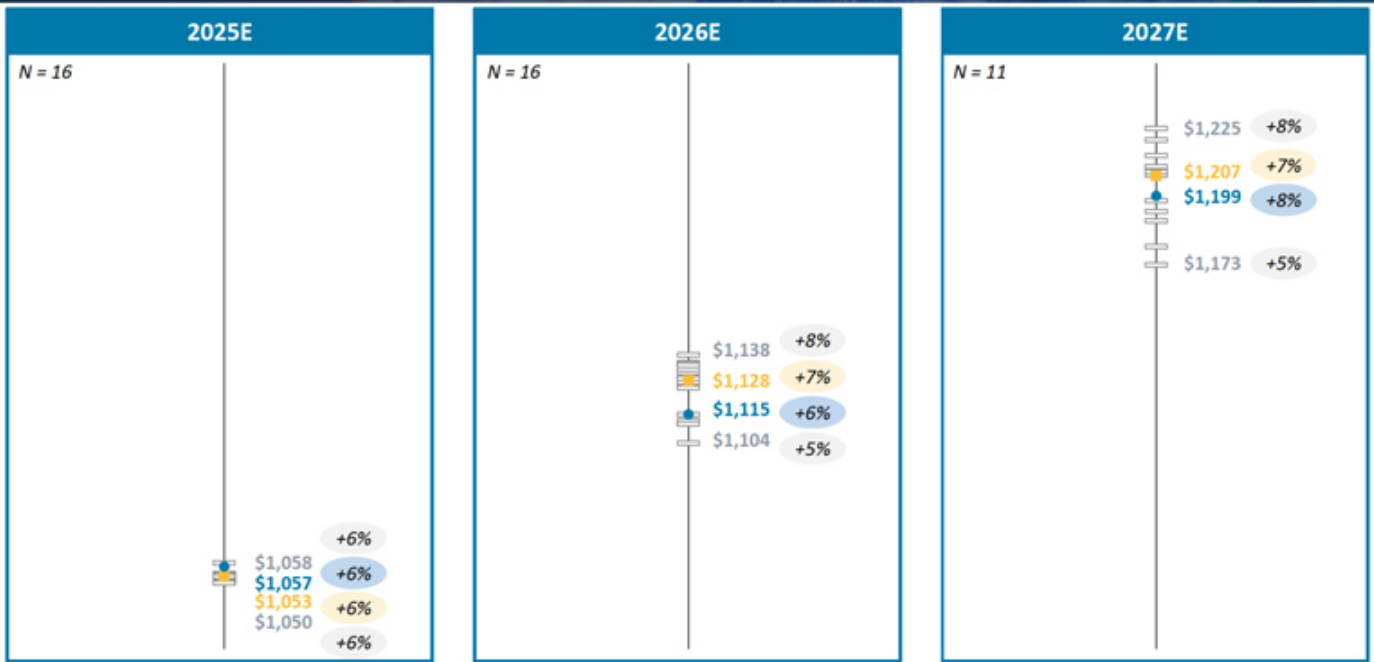 2025E
N = 16
+6%
$1,058
$1,057
+6%
$1,053
+6%
$1,050
+6%
2026E
N = 16
$1,138 +8%
$1,128 +7%
$1,115 +6%
$1,104 +5%
2027E
N = 11
$1,225 +8%
$1,207 +7%
$1,199 +8%
$1,173 +5%